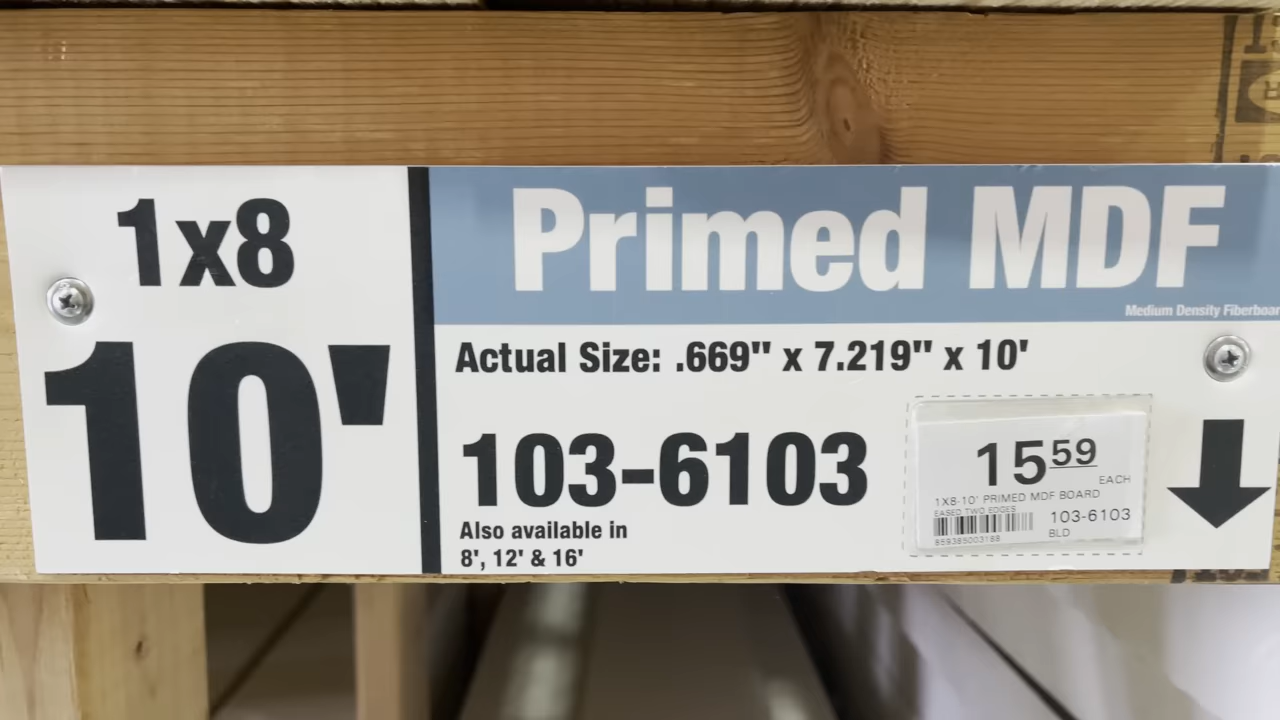 1x8
10'
Primed MDF
Medium Density Fiberboar
Actual Size: .669" x 7.219" x 10'
103-6103
Also available in
8', 12' & 16'
15 59
EACH
1X8-10' PRIMED MDF BOARD
EASED TWO EDGES
103-6103
BLD
859385003188